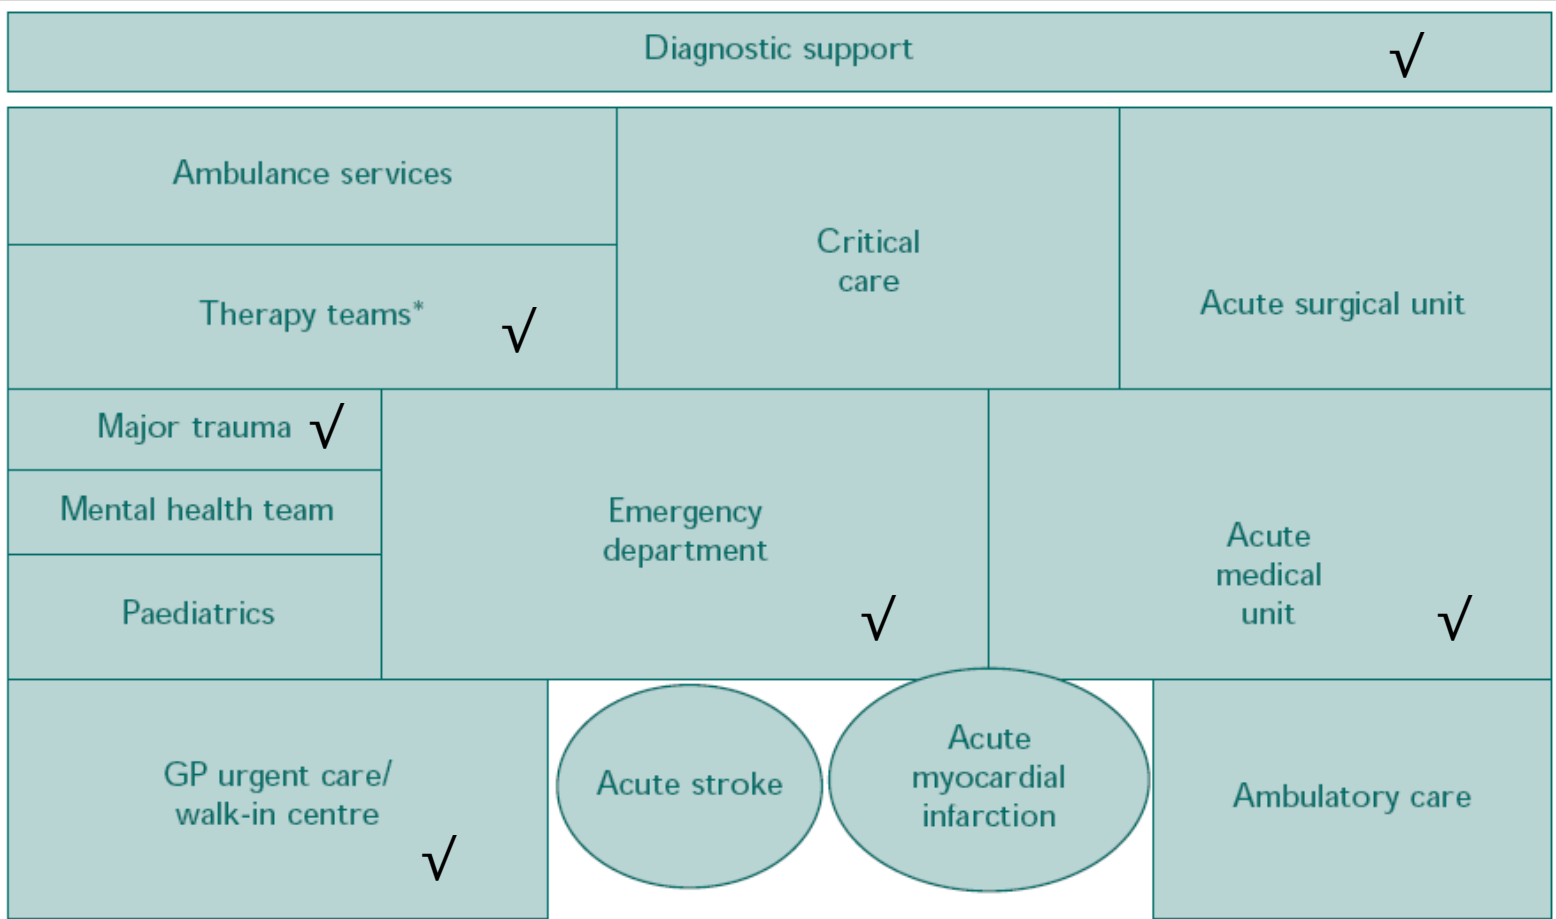 Diagnostic support √
Ambulance services
Critical
care
Acute surgical unit
Therapy teams* √
Major trauma √
Mental health team
Paediatrics
Emergency
department
√
Acute
medical
unit √
GP urgent care/
walk-in centre
√
Acute stroke
Acute
myocardial
infarction
Ambulatory care